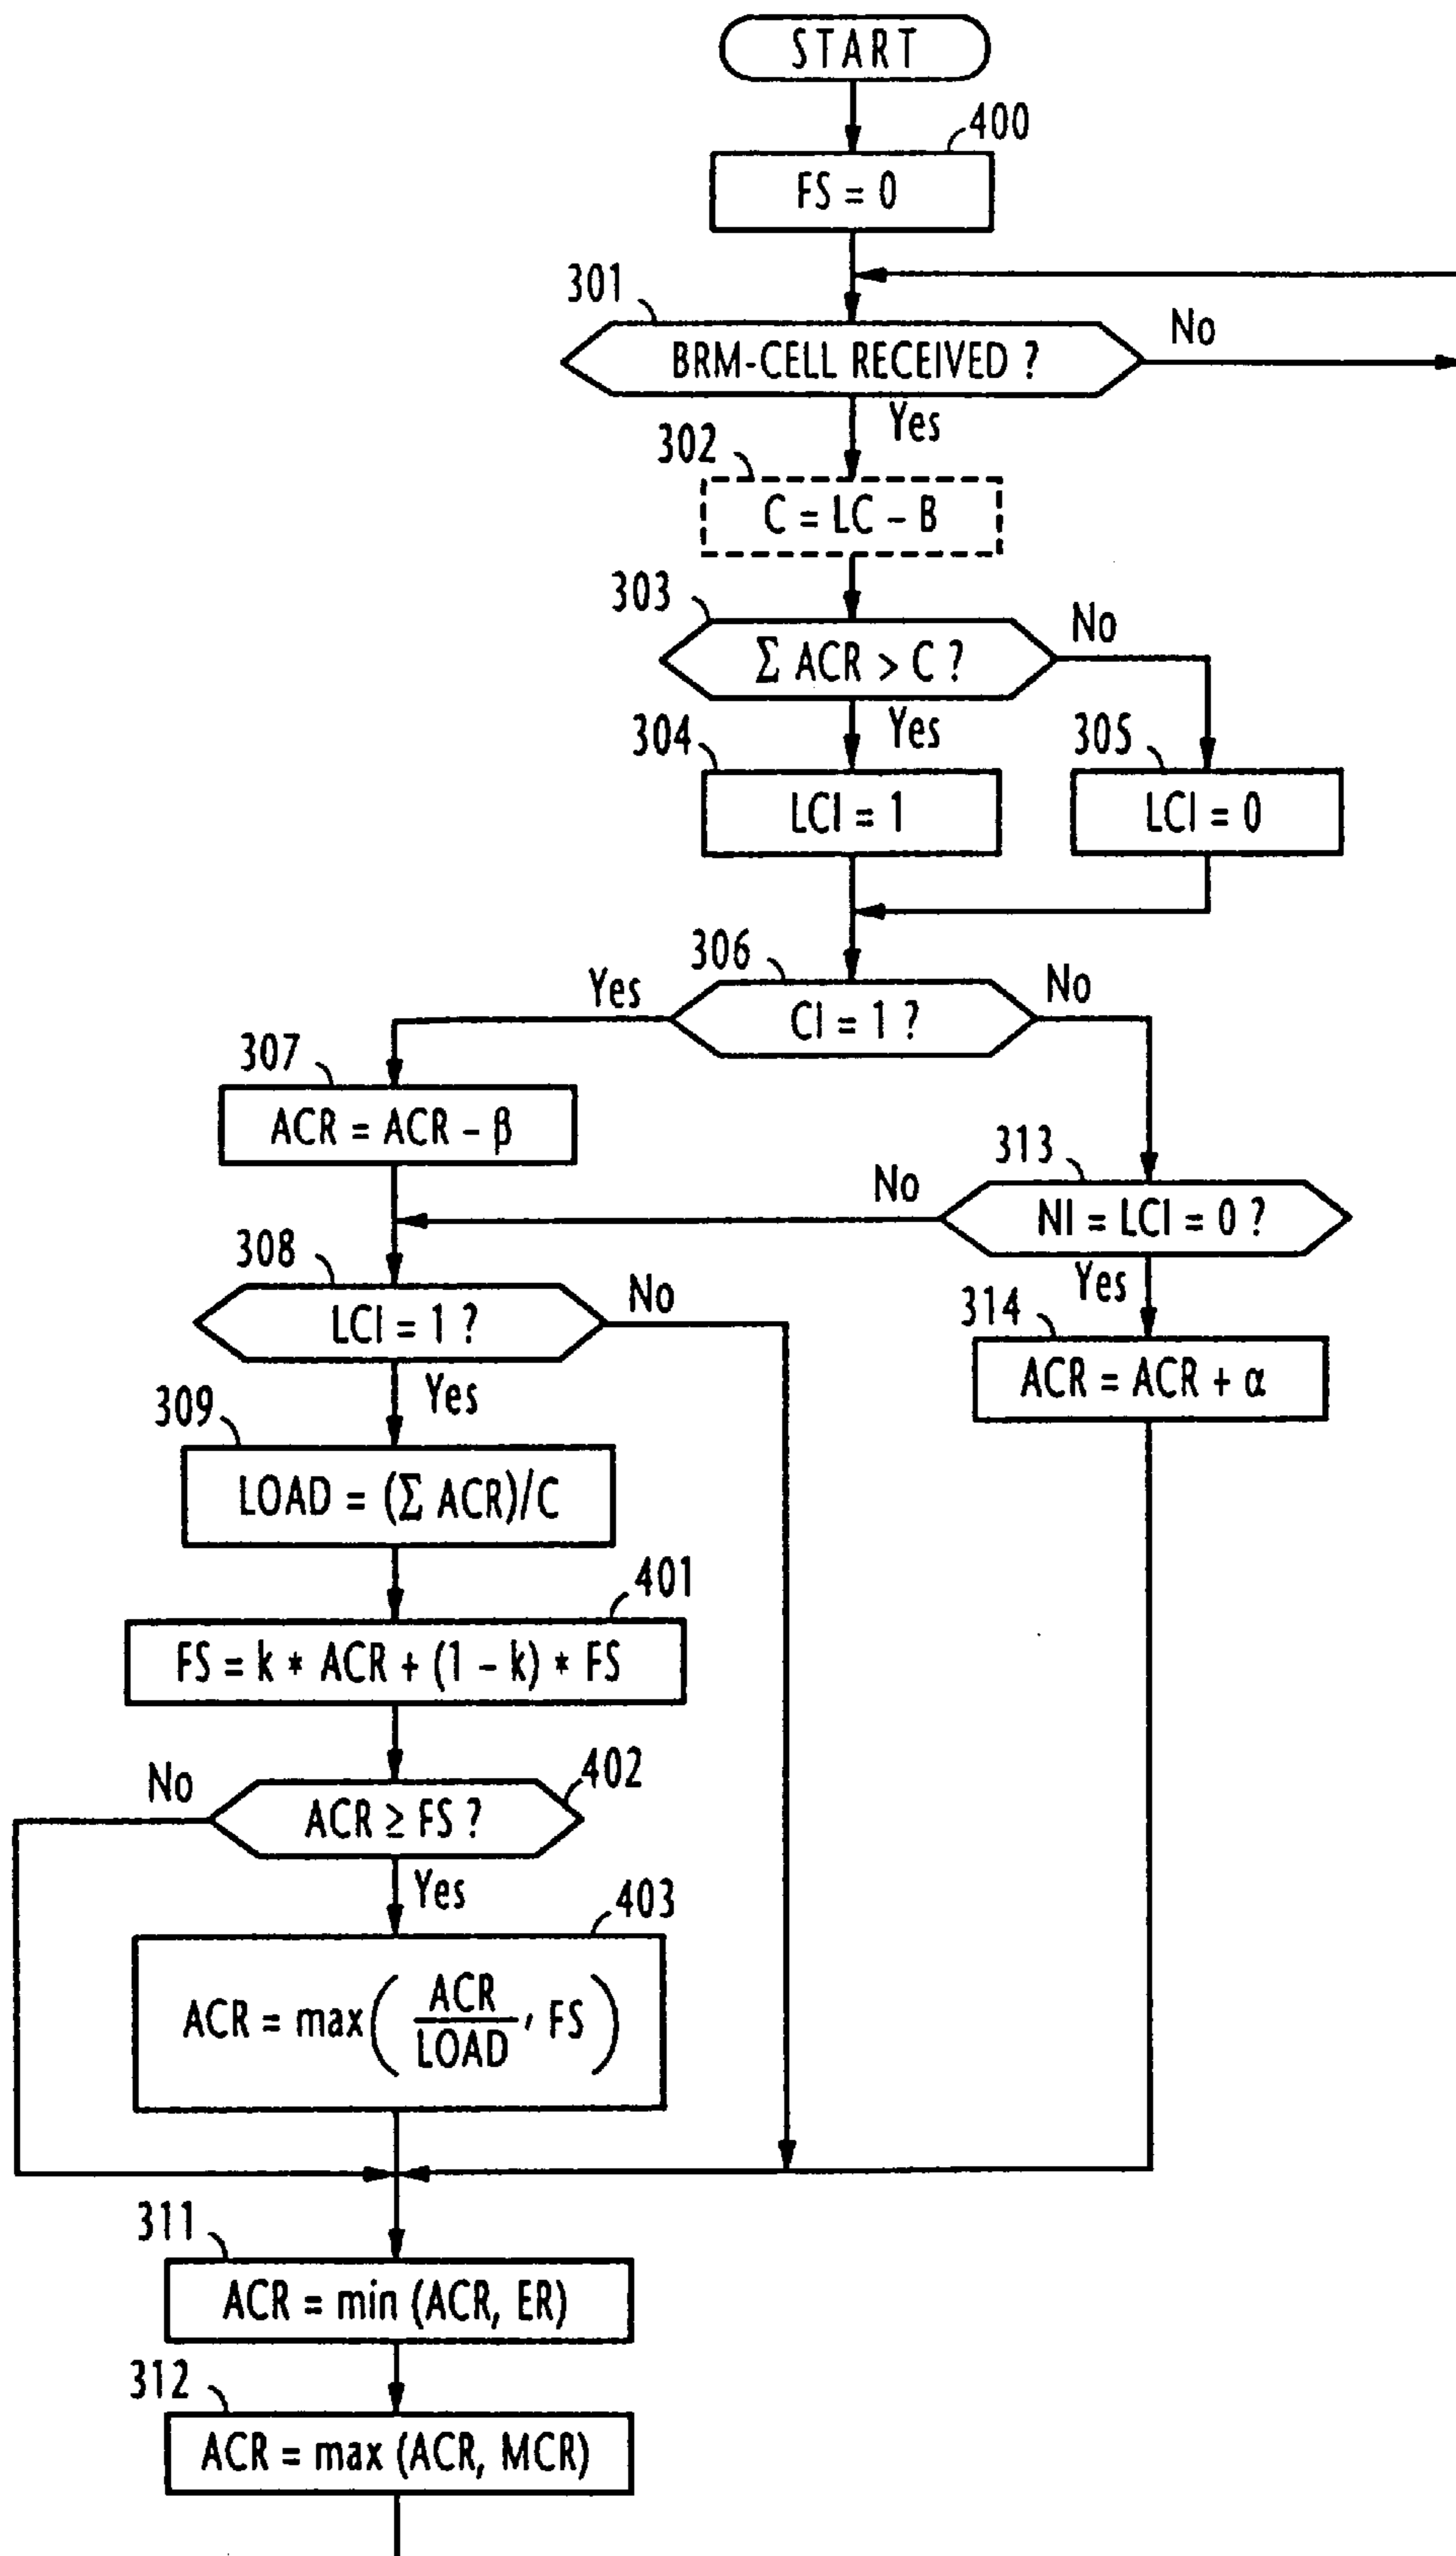 START
400
FS = 0
301
BRM-CELL RECEIVED ?
No
Yes
302
C = LC – B
303
Σ ACR > C ?
No
Yes
304
LCI = 1
305
LCI = 0
306
CI = 1 ?
Yes
No
307
ACR = ACR – β
313
NI = LCI = 0 ?
No
Yes
308
LCI = 1 ?
No
Yes
314
ACR = ACR + α
309
LOAD = (Σ ACR)/C
401
FS = k * ACR + (1 – k) * FS
402
ACR ≥ FS ?
No
Yes
403
ACR = max( ACR/LOAD , FS )
311
ACR = min (ACR, ER)
312
ACR = max (ACR, MCR)